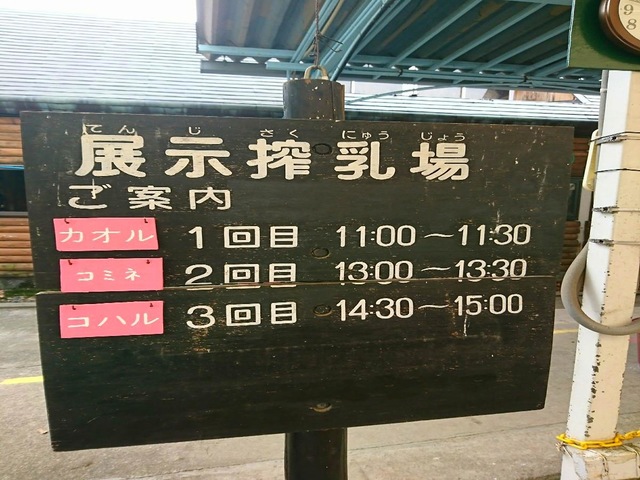 てんじさくにゅうじょう
展示搾乳場
ご案内
カオル 1回目 11:00～11:30
コミネ 2回目 13:00～13:30
コハル 3回目 14:30～15:00
9
8